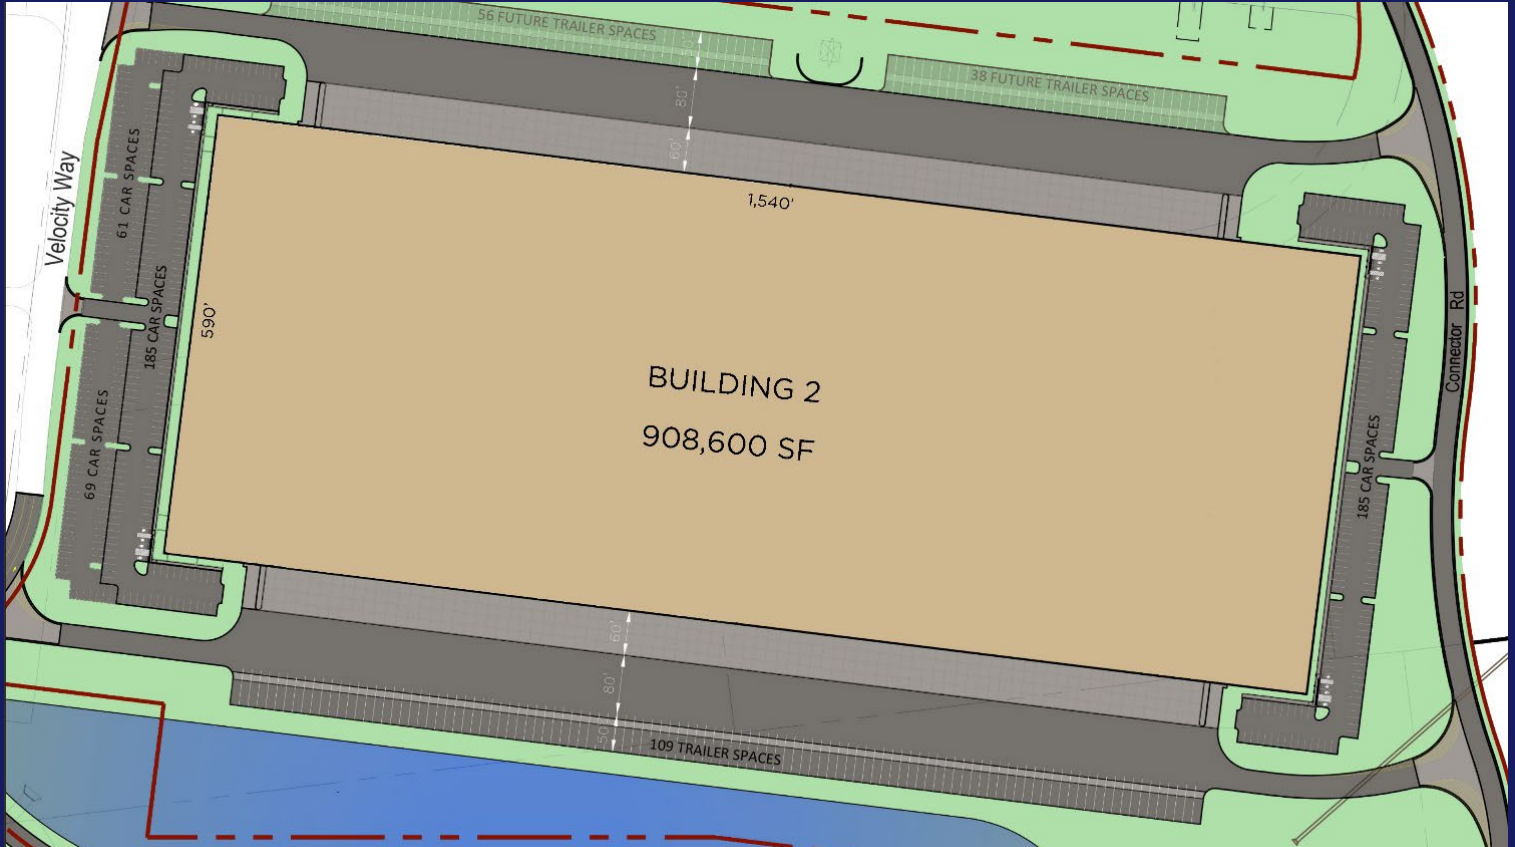 56 FUTURE TRAILER SPACES
38 FUTURE TRAILER SPACES
80'
60'
1,540'
Velocity Way
61 CAR SPACES
185 CAR SPACES
590'
69 CAR SPACES
BUILDING 2
908,600 SF
Connector Rd
185 CAR SPACES
60'
80'
50'
109 TRAILER SPACES